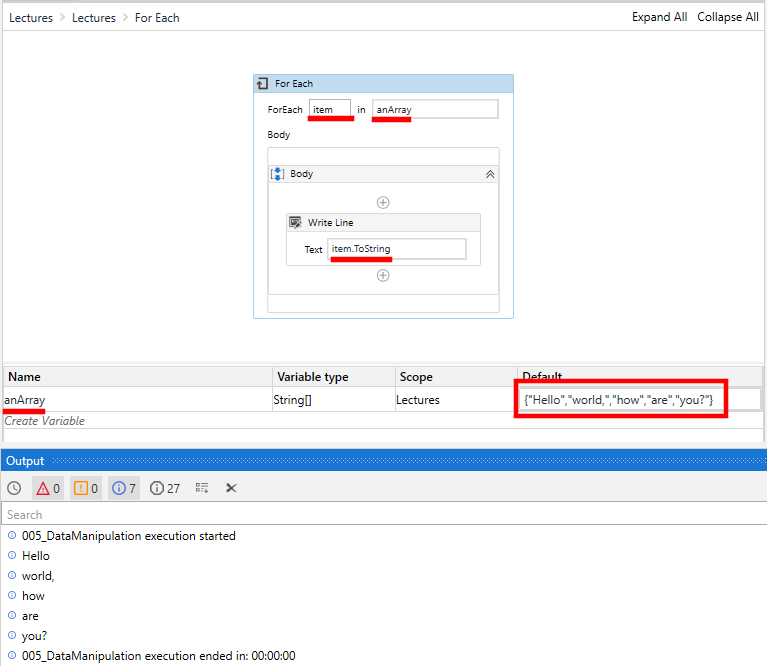 Lectures > Lectures > For Each Expand All Collapse All
For Each
ForEach item in anArray
Body
Body
Write Line
Text item.ToString
Name Variable type Scope Default
anArray String[] Lectures {"Hello","world,","how","are","you?"}
Create Variable
Output
0 0 7 27
Search
005_DataManipulation execution started
Hello
world,
how
are
you?
005_DataManipulation execution ended in: 00:00:00